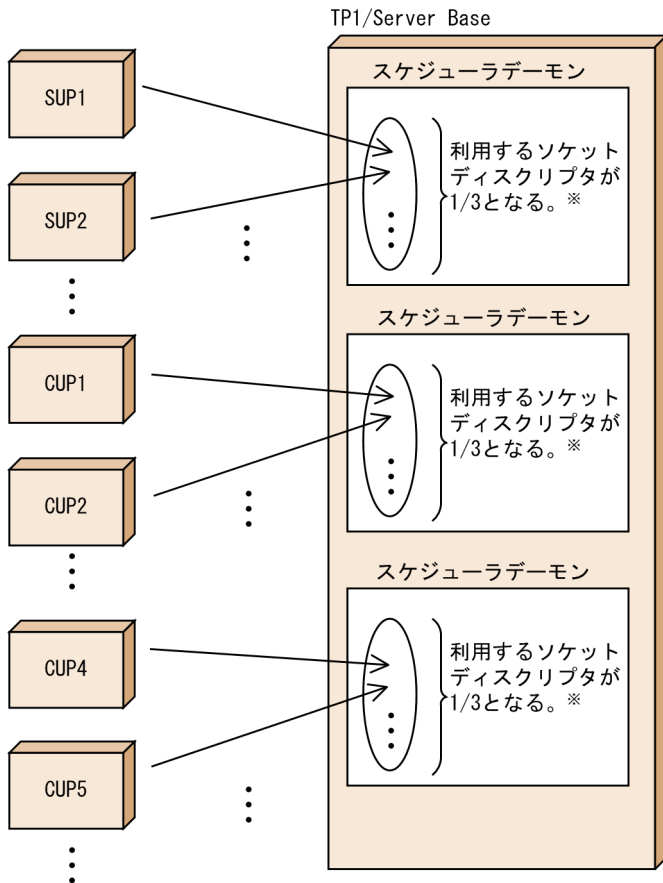 TP1/Server Base
スケジューラデーモン
SUP1
SUP2
利用するソケット
ディスクリプタが
1/3となる。※
スケジューラデーモン
CUP1
CUP2
利用するソケット
ディスクリプタが
1/3となる。※
スケジューラデーモン
CUP4
CUP5
利用するソケット
ディスクリプタが
1/3となる。※